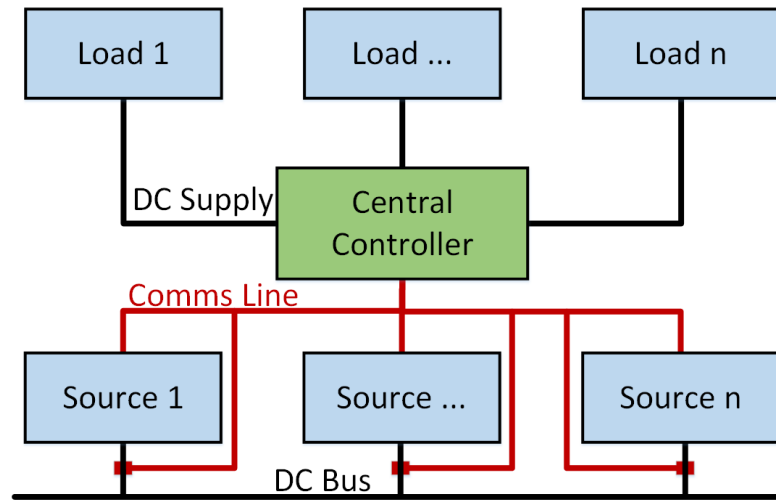 Load 1
Load ...
Load n
DC Supply
Central
Controller
Comms Line
Source 1
Source ...
Source n
DC Bus